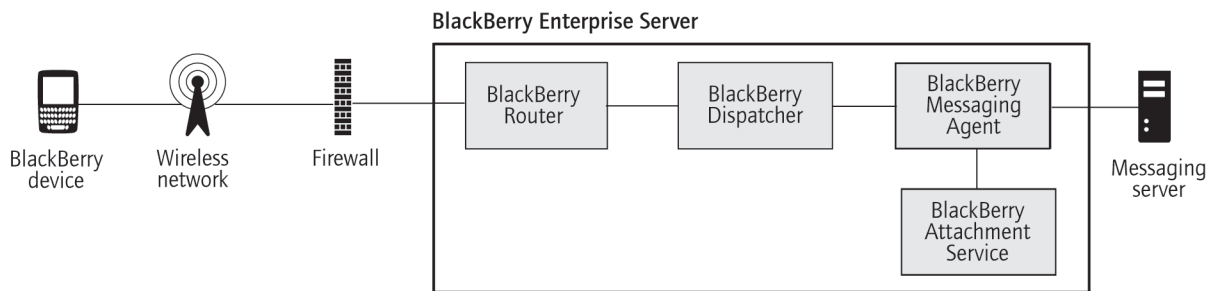 BlackBerry Enterprise Server
BlackBerry
device
Wireless
network
Firewall
BlackBerry
Router
BlackBerry
Dispatcher
BlackBerry
Messaging
Agent
BlackBerry
Attachment
Service
Messaging
server